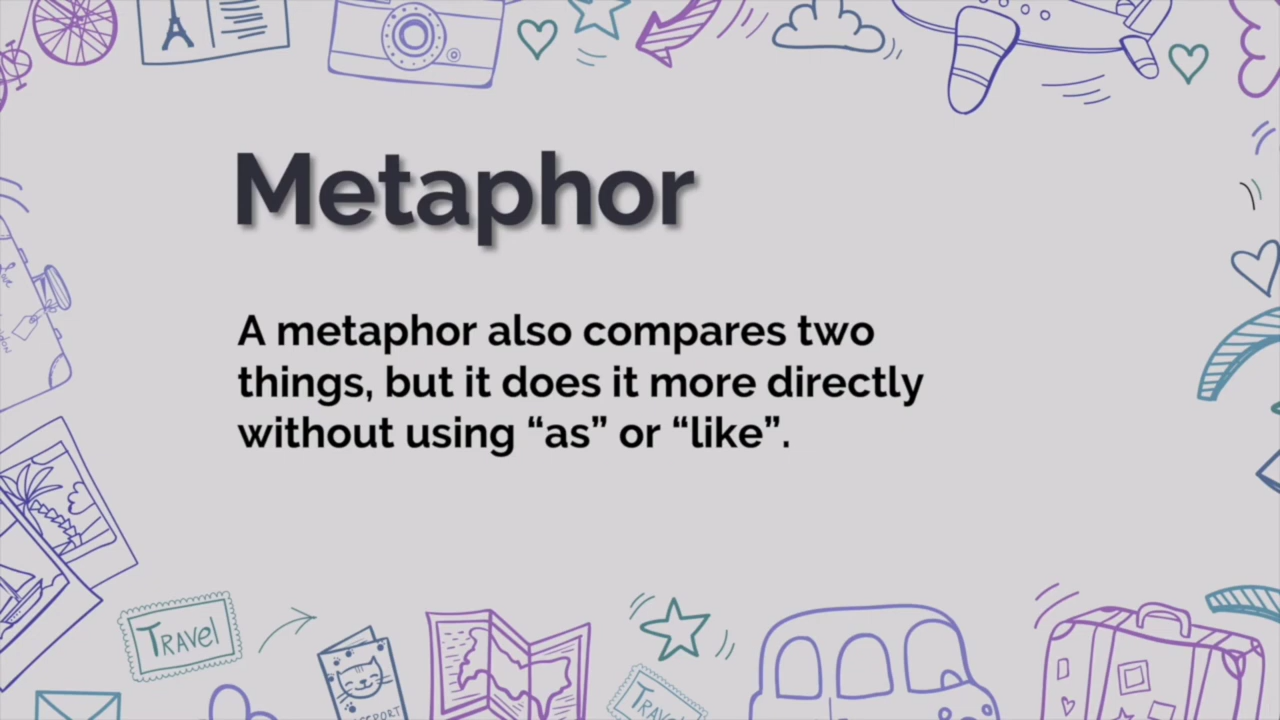 Metaphor
A metaphor also compares two
things, but it does it more directly
without using “as” or “like”.
TRAVEL